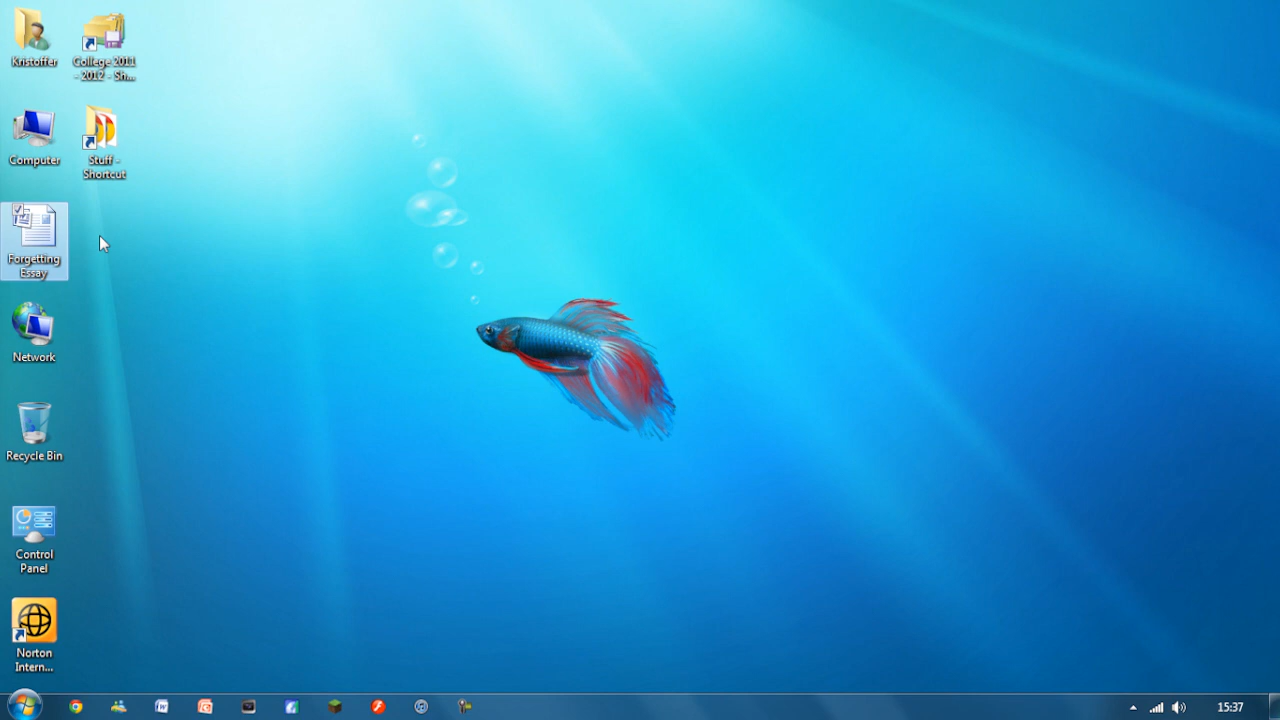 Kristoffer
College 2011
- 2012 - Sh...
Computer
Stuff -
Shortcut
Forgetting
Essay
Network
Recycle Bin
Control
Panel
Norton
Intern...
15:37